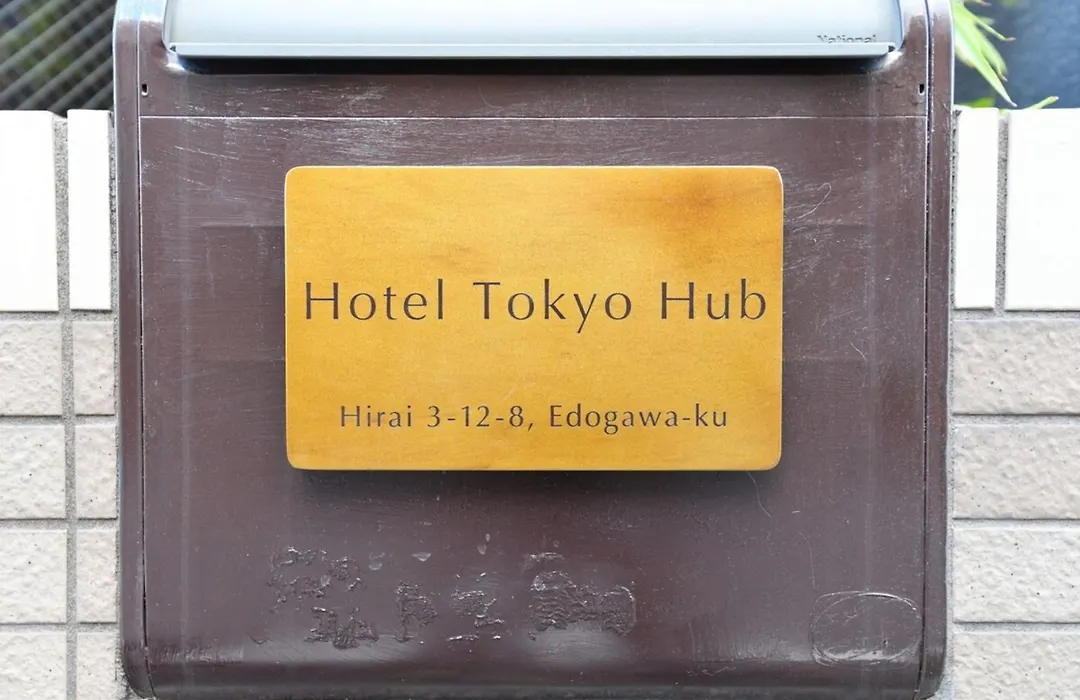 National
Hotel Tokyo Hub
Hirai 3-12-8, Edogawa-ku